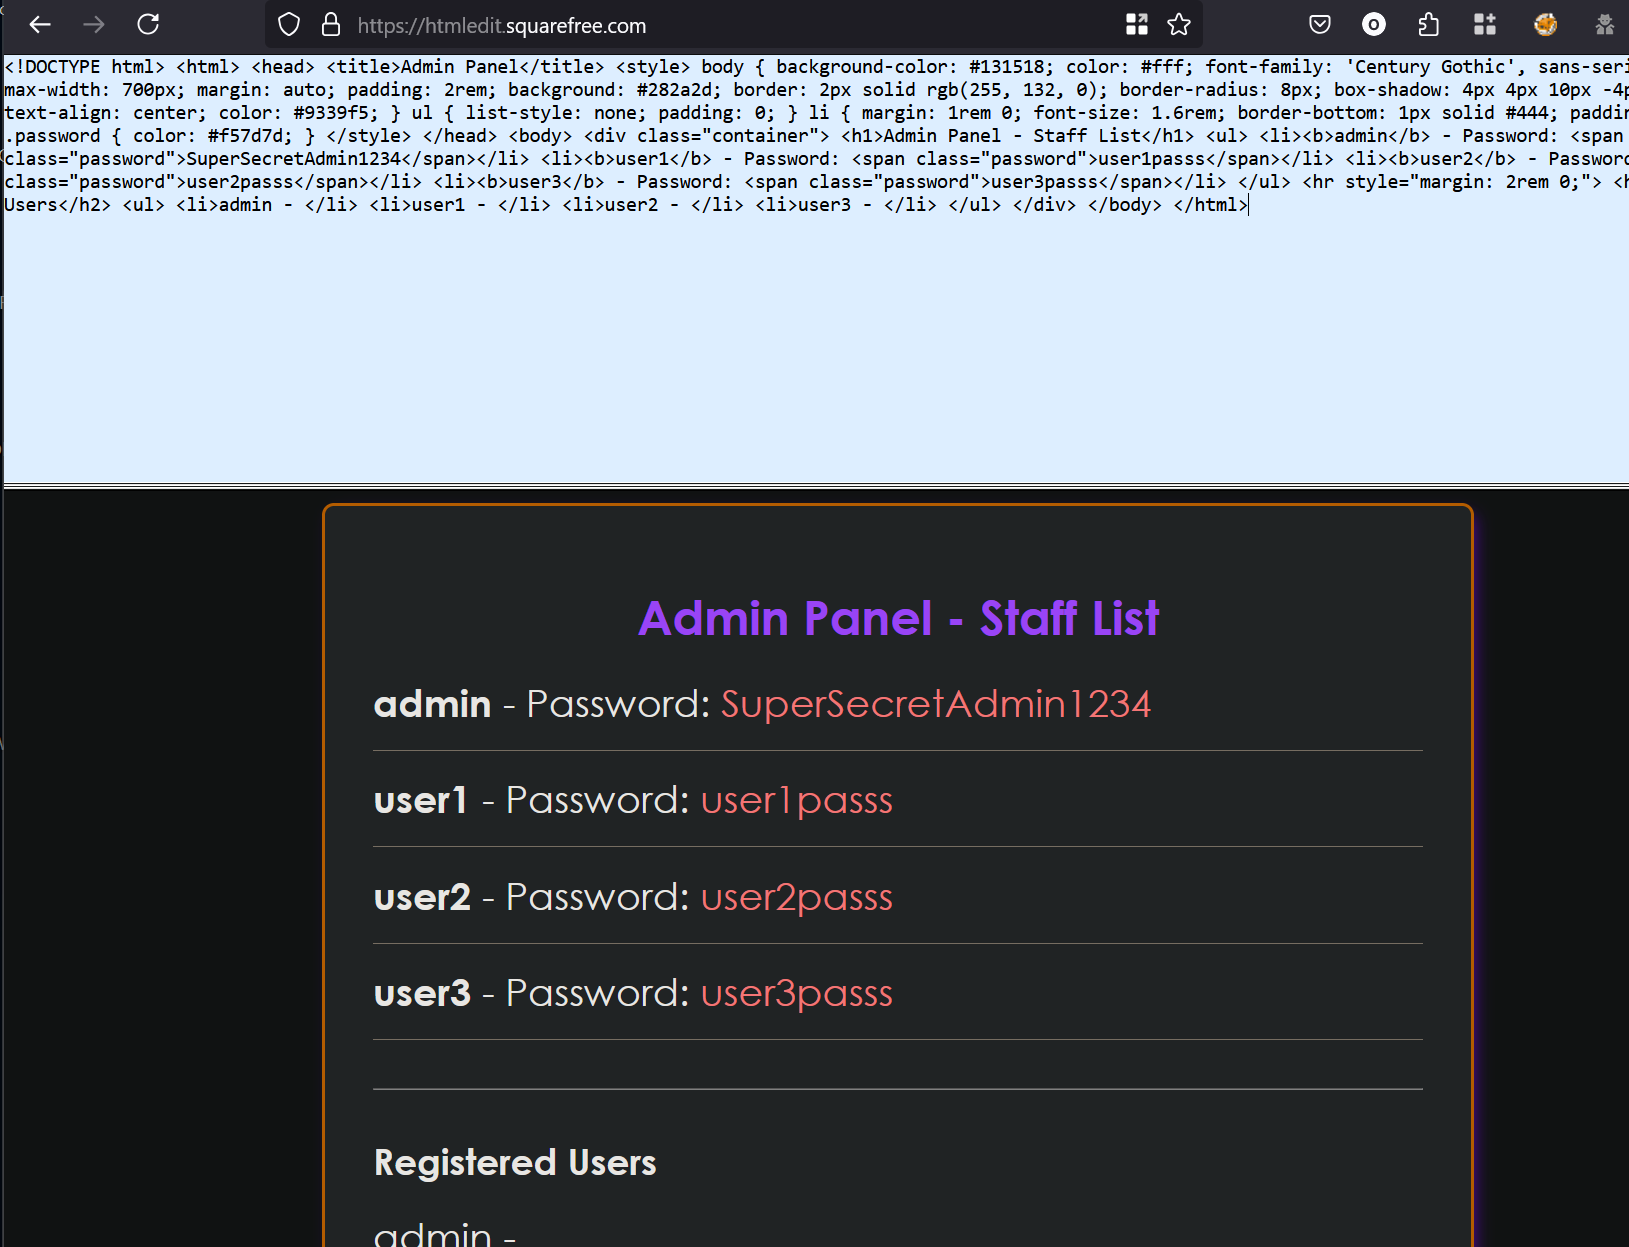 https://htmledit.squarefree.com
<!DOCTYPE html> <html> <head> <title>Admin Panel</title> <style> body { background-color: #131518; color: #fff; font-family: 'Century Gothic',
max-width: 700px; margin: auto; padding: 2rem; background: #282a2d; border: 2px solid rgb(255, 132, 0); border-radius: 8px; box-shadow: 4px 4px 10px
text-align: center; color: #9339f5; } ul { list-style: none; padding: 0; } li { margin: 1rem 0; font-size: 1.6rem; border-bottom: 1px solid #444;
.password { color: #f57d7d; } </style> </head> <body> <div class="container"> <h1>Admin Panel - Staff List</h1> <ul> <li><b>admin</b> - Password: <span
class="password">SuperSecretAdmin1234</span></li> <li><b>user1</b> - Password: <span class="password">user1passs</span></li> <li><b>user2</b> -
class="password">user2passs</span></li> <li><b>user3</b> - Password: <span class="password">user3passs</span></li> </ul> <hr style="margin: 2rem 0;">
Users</h2> <ul> <li>admin - </li> <li>user1 - </li> <li>user2 - </li> <li>user3 - </li> </ul> </div> </body> </html>
Admin Panel - Staff List
admin - Password: SuperSecretAdmin1234
user1 - Password: user1passs
user2 - Password: user2passs
user3 - Password: user3passs
Registered Users
admin -